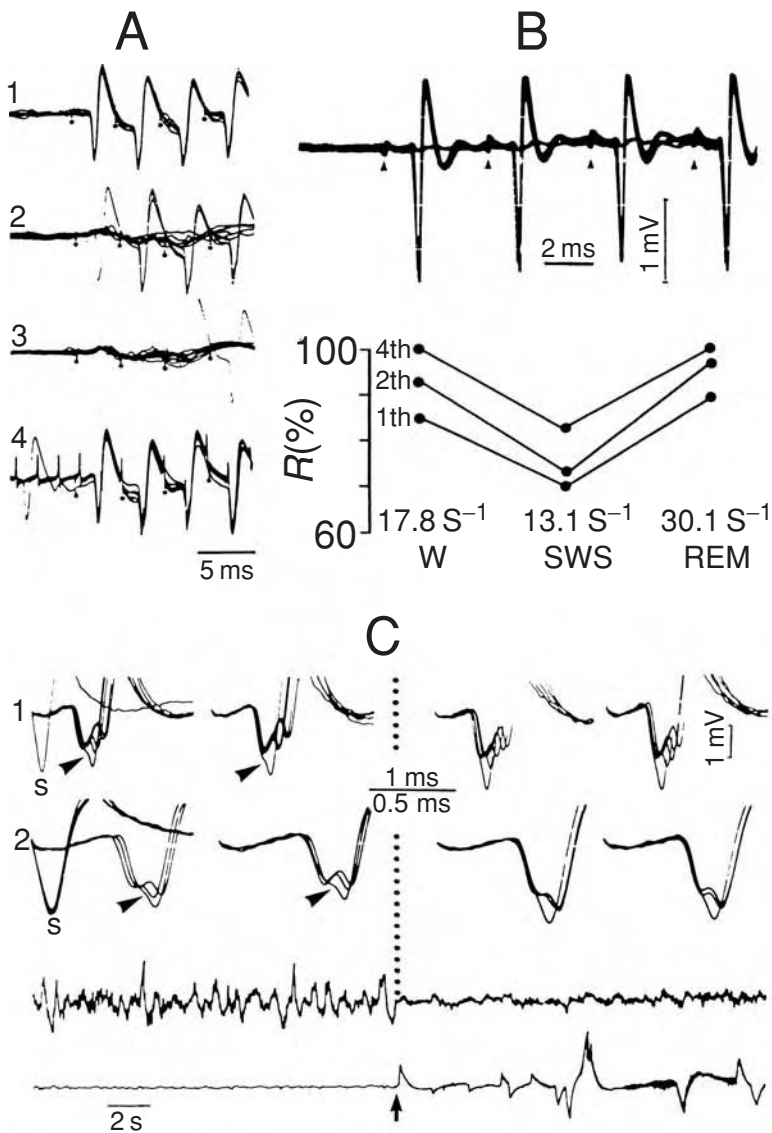 A
B
1
2
3
4
5 ms
2 ms
1 mV
R(%)
100
60
4th
2th
1th
17.8 S⁻¹
13.1 S⁻¹
30.1 S⁻¹
W
SWS
REM
C
1
S
1 ms
0.5 ms
1 mV
2
S
2 s